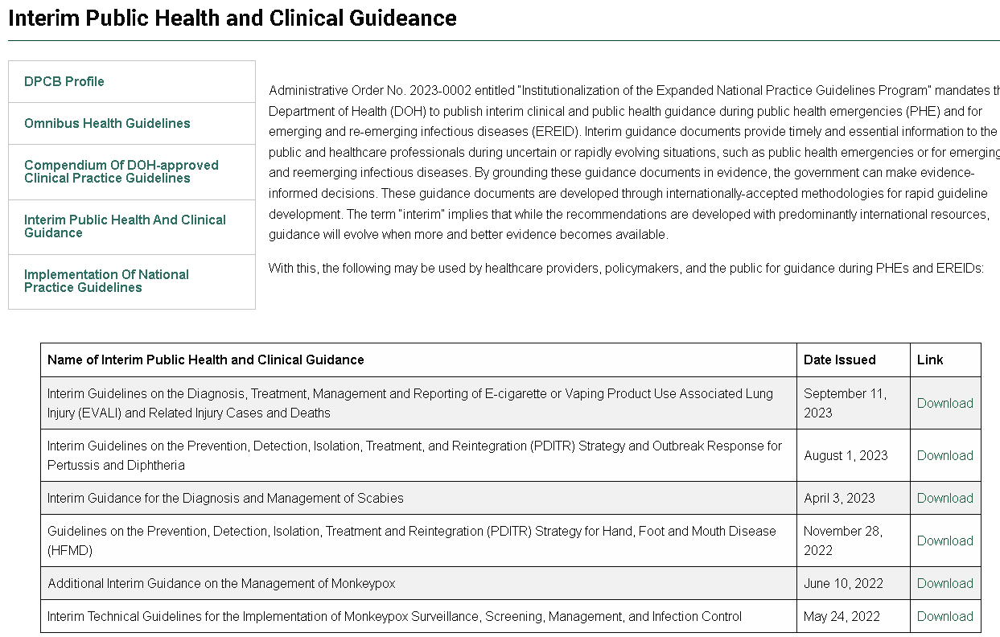 Interim Public Health and Clinical Guideance
DPCB Profile
Omnibus Health Guidelines
Compendium Of DOH-approved
Clinical Practice Guidelines
Interim Public Health And Clinical
Guidance
Implementation Of National
Practice Guidelines
Administrative Order No. 2023-0002 entitled “Institutionalization of the Expanded National Practice Guidelines Program” mandates
Department of Health (DOH) to publish interim clinical and public health guidance during public health emergencies (PHE) and for
emerging and re-emerging infectious diseases (EREID). Interim guidance documents provide timely and essential information to the
public and healthcare professionals during uncertain or rapidly evolving situations, such as public health emergencies or for emerging
and reemerging infectious diseases. By grounding these guidance documents in evidence, the government can make evidence-
informed decisions. These guidance documents are developed through internationally-accepted methodologies for rapid guideline
development. The term “interim” implies that while the recommendations are developed with predominantly international resources,
guidance will evolve when more and better evidence becomes available.
With this, the following may be used by healthcare providers, policymakers, and the public for guidance during PHEs and EREIDs:
Name of Interim Public Health and Clinical Guidance Date Issued Link
Interim Guidelines on the Diagnosis, Treatment, Management and Reporting of E-cigarette or Vaping Product Use Associated Lung
Injury (EVALI) and Related Injury Cases and Deaths
September 11,
2023
Download
Interim Guidelines on the Prevention, Detection, Isolation, Treatment, and Reintegration (PDITR) Strategy and Outbreak Response for
Pertussis and Diphtheria
August 1, 2023
Download
Interim Guidance for the Diagnosis and Management of Scabies April 3, 2023 Download
Guidelines on the Prevention, Detection, Isolation, Treatment and Reintegration (PDITR) Strategy for Hand, Foot and Mouth Disease
(HFMD)
November 28,
2022
Download
Additional Interim Guidance on the Management of Monkeypox June 10, 2022 Download
Interim Technical Guidelines for the Implementation of Monkeypox Surveillance, Screening, Management, and Infection Control May 24, 2022 Download